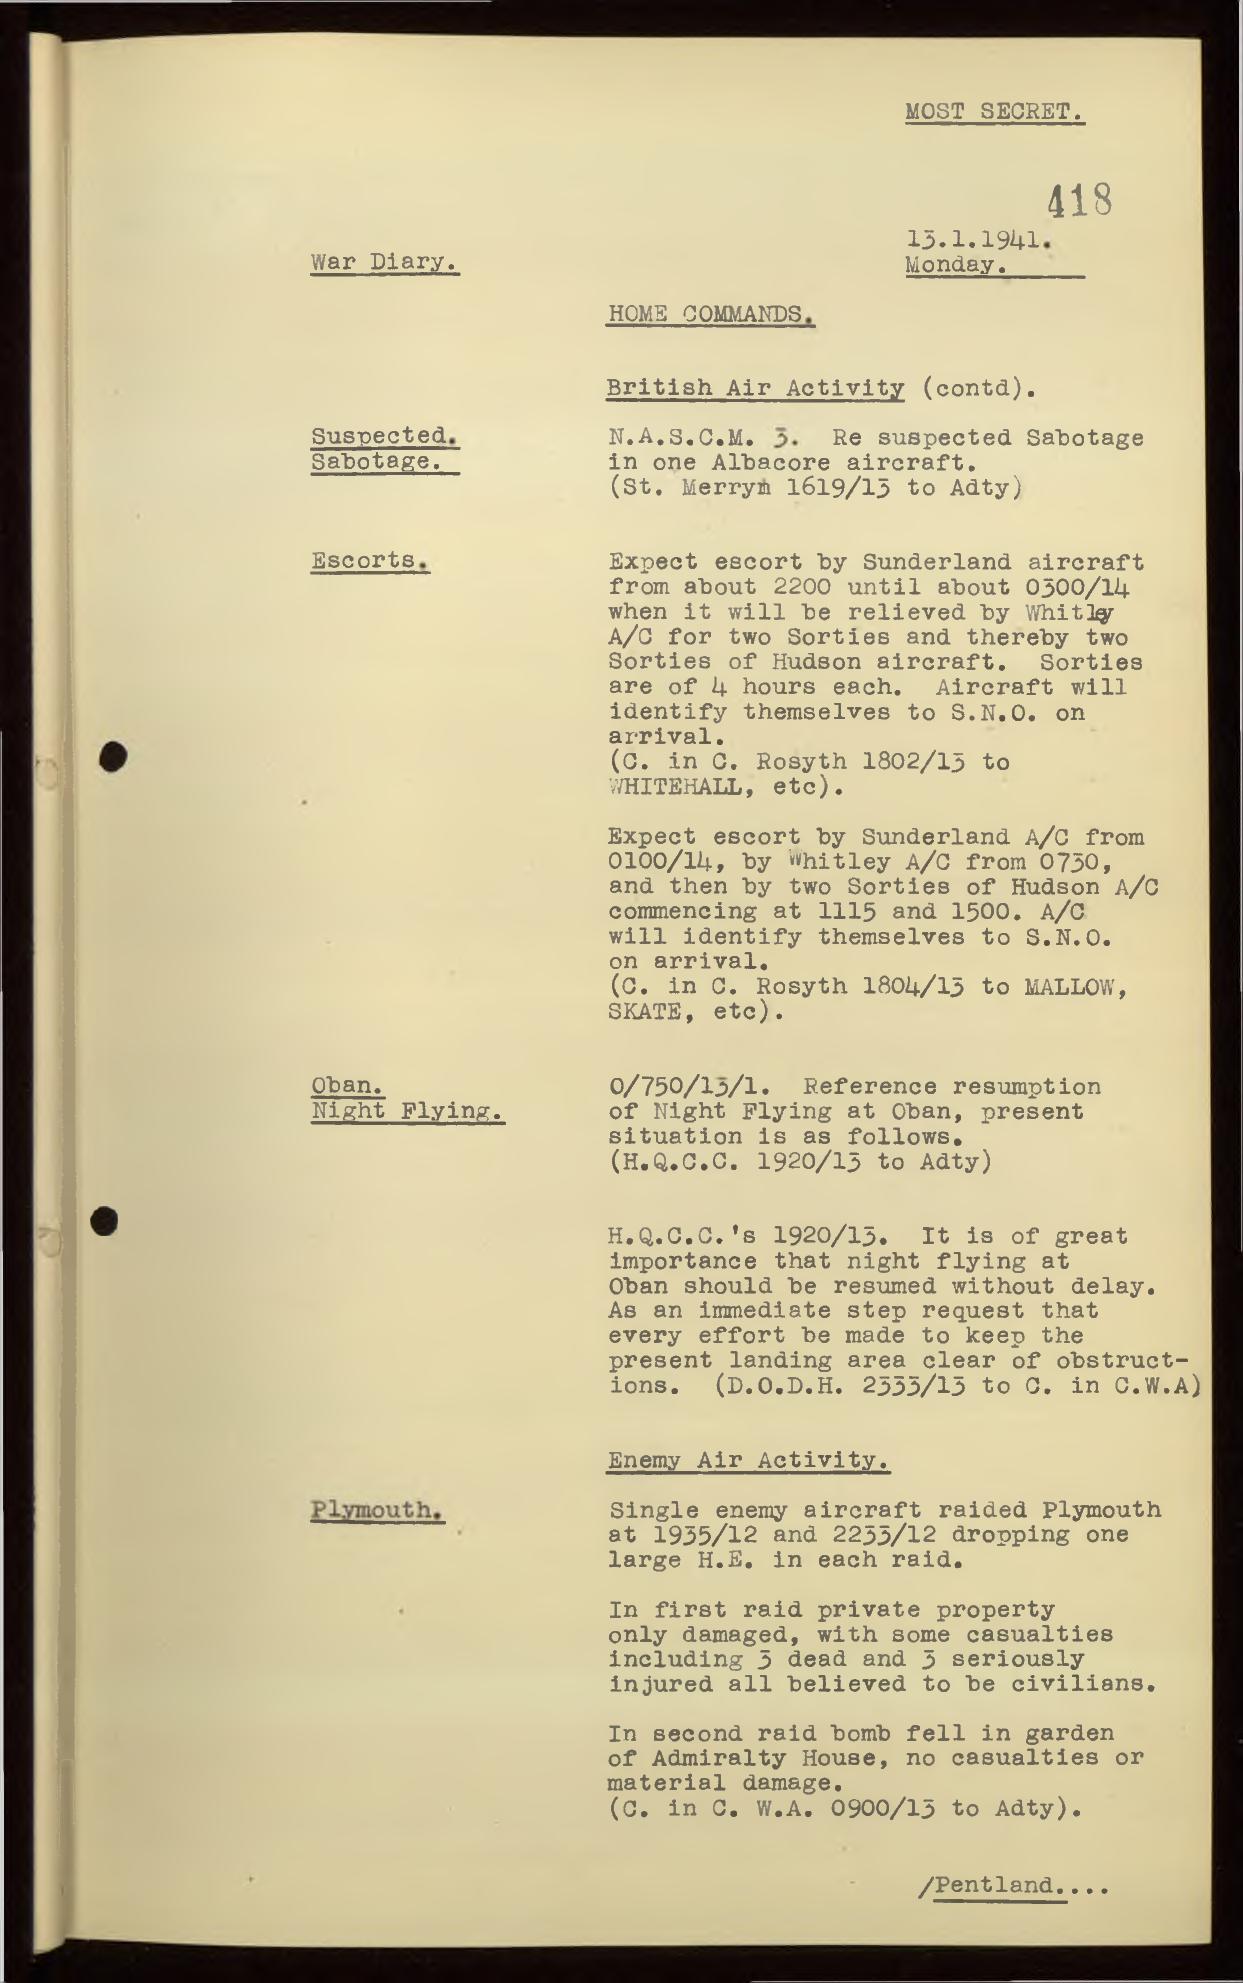 MOST SECRET.
418
13.1.1941.
War Diary.
Monday.
HOME COMMANDS.
British Air Activity (contd).
Suspected.
Sabotage.
N.A.S.C.M. 3. Re suspected Sabotage
in one Albacore aircraft.
(St. Merryn 1619/13 to Adty)
Escorts.
Expect escort by Sunderland aircraft
from about 2200 until about 0300/14
when it will be relieved by Whitley
A/C for two Sorties and thereby two
Sorties of Hudson aircraft. Sorties
are of 4 hours each. Aircraft will
identify themselves to S.N.O. on
arrival.
(C. in C. Rosyth 1802/13 to
WHITEHALL, etc).
Expect escort by Sunderland A/C from
0100/14, by Whitley A/C from 0730,
and then by two Sorties of Hudson A/C
commencing at 1115 and 1500. A/C
will identify themselves to S.N.O.
on arrival.
(C. in C. Rosyth 1804/13 to MALLOW,
SKATE, etc).
Oban.
Night Flying.
0/750/13/1. Reference resumption
of Night Flying at Oban, present
situation is as follows.
(H.Q.C.C. 1920/13 to Adty)
H.Q.C.C.'s 1920/13. It is of great
importance that night flying at
Oban should be resumed without delay.
As an immediate step request that
every effort be made to keep the
present landing area clear of obstruct-
ions. (D.O.D.H. 2333/13 to C. in C.W.A)
Enemy Air Activity.
Plymouth.
Single enemy aircraft raided Plymouth
at 1935/12 and 2233/12 dropping one
large H.E. in each raid.
In first raid private property
only damaged, with some casualties
including 3 dead and 3 seriously
injured all believed to be civilians.
In second raid bomb fell in garden
of Admiralty House, no casualties or
material damage.
(C. in C. W.A. 0900/13 to Adty).
/Pentland....